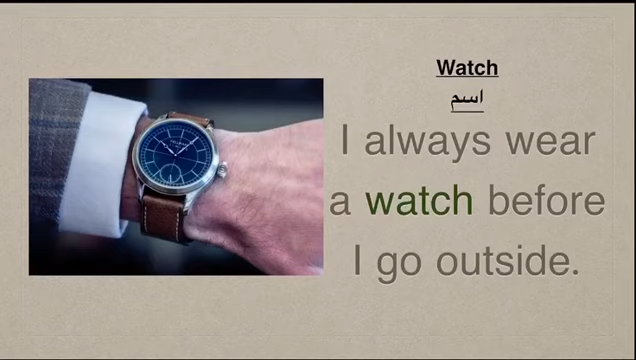 Watch
اسم
I always wear
a watch before
I go outside.